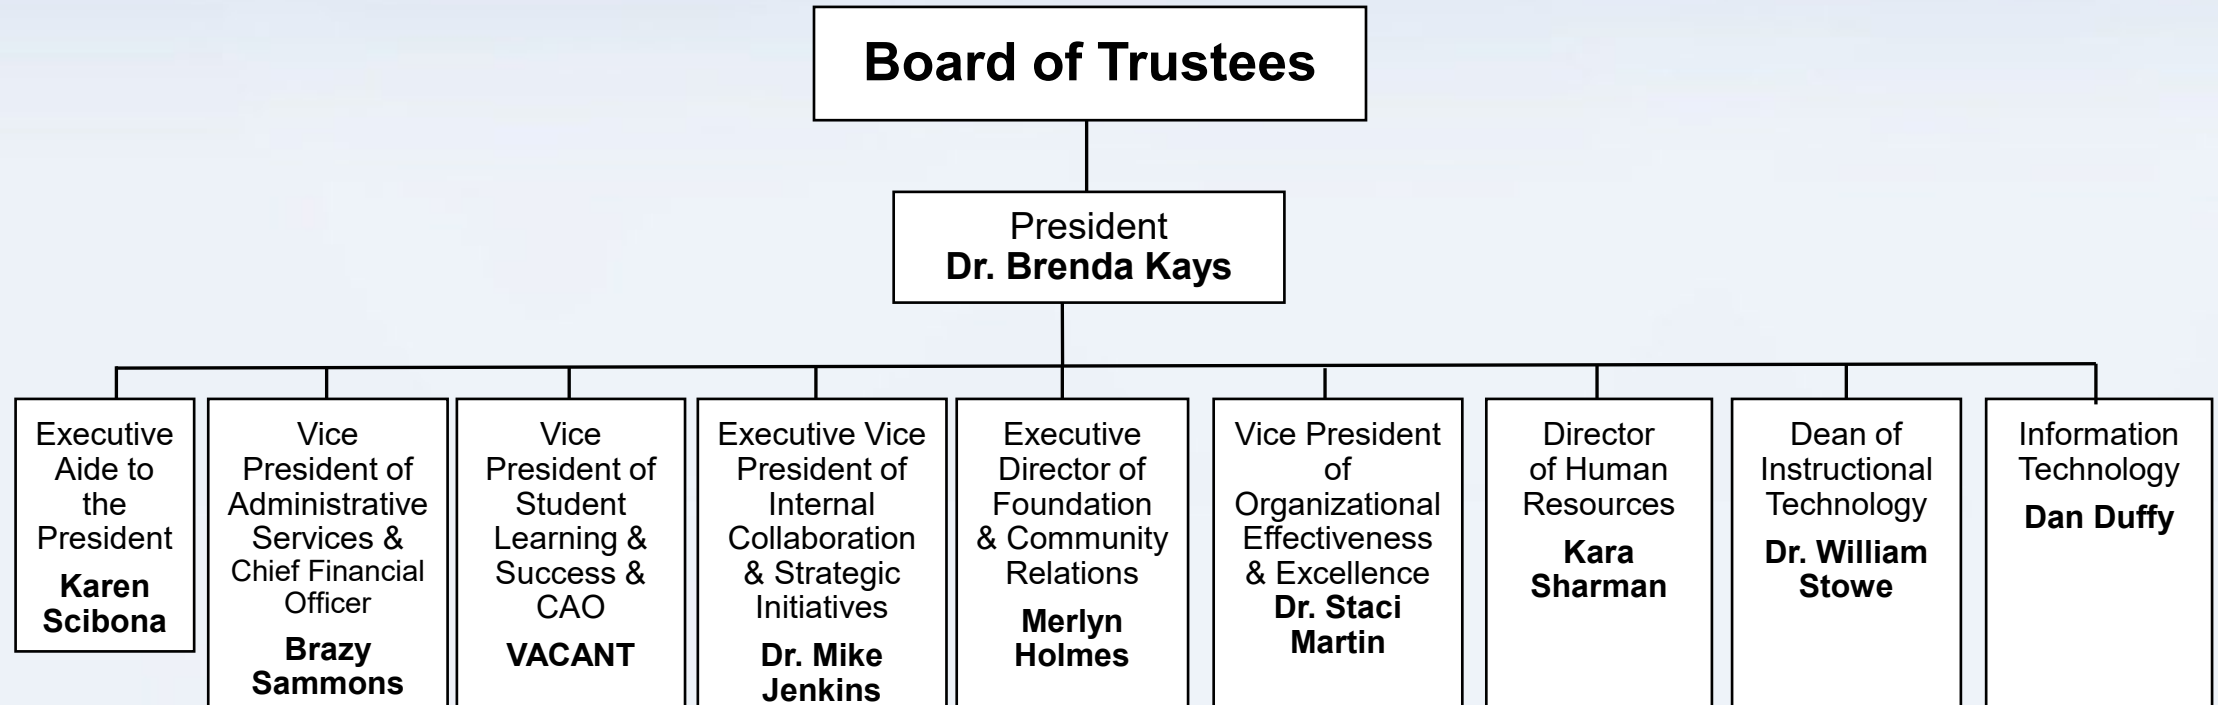 Board of Trustees
President
Dr. Brenda Kays
Executive
Aide to
the
President
Karen
Scibona
Vice
President of
Administrative
Services &
Chief Financial
Officer
Brazy
Sammons
Vice
President of
Student
Learning &
Success &
CAO
VACANT
Executive Vice
President of
Internal
Collaboration
& Strategic
Initiatives
Dr. Mike
Jenkins
Executive
Director of
Foundation
& Community
Relations
Merlyn
Holmes
Vice President
of
Organizational
Effectiveness
& Excellence
Dr. Staci
Martin
Director
of Human
Resources
Kara
Sharman
Dean of
Instructional
Technology
Dr. William
Stowe
Information
Technology
Dan Duffy